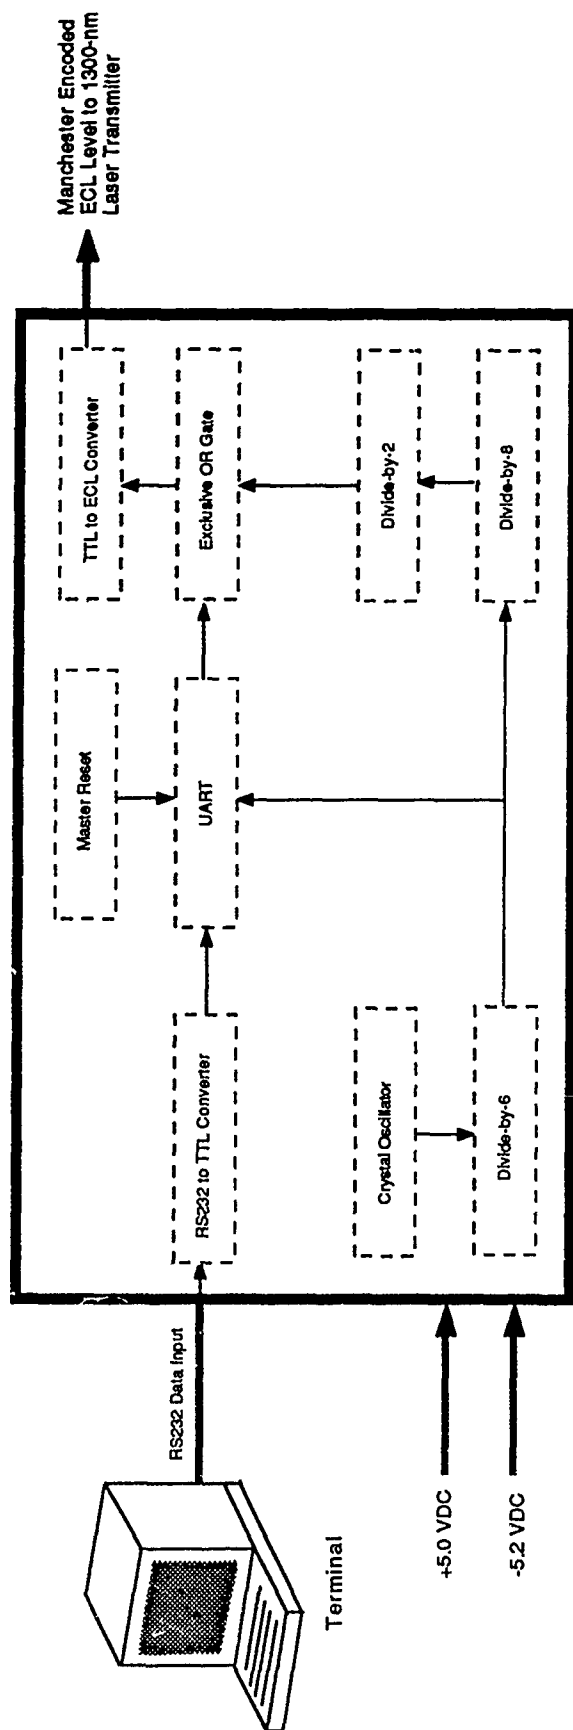 Terminal
RS232 Data Input
+5.0 VDC
-5.2 VDC
RS232 to TTL Converter
Crystal Oscillator
Divide-by-6
Master Reset
UART
TTL to ECL Converter
Exclusive OR Gate
Divide-by-2
Divide-by-8
Manchester Encoded
ECL Level to 1300-nm
Laser Transmitter